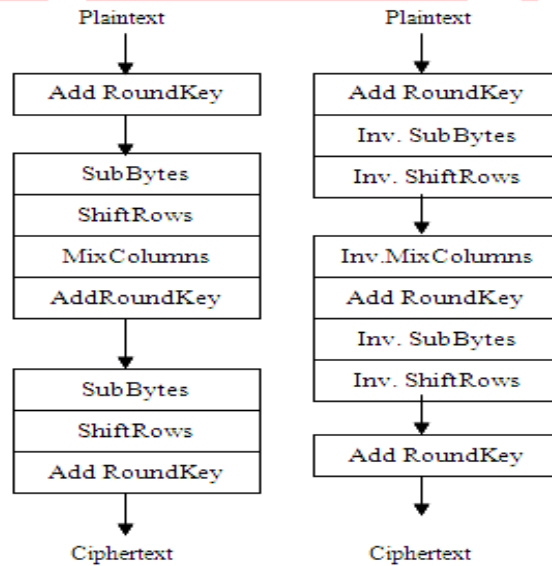 Plaintext
Add RoundKey
SubBytes
ShiftRows
MixColumns
AddRoundKey
SubBytes
ShiftRows
Add RoundKey
Ciphertext
Plaintext
Add RoundKey
Inv. SubBytes
Inv. ShiftRows
Inv.MixColumns
Add RoundKey
Inv. SubBytes
Inv. ShiftRows
Add RoundKey
Ciphertext